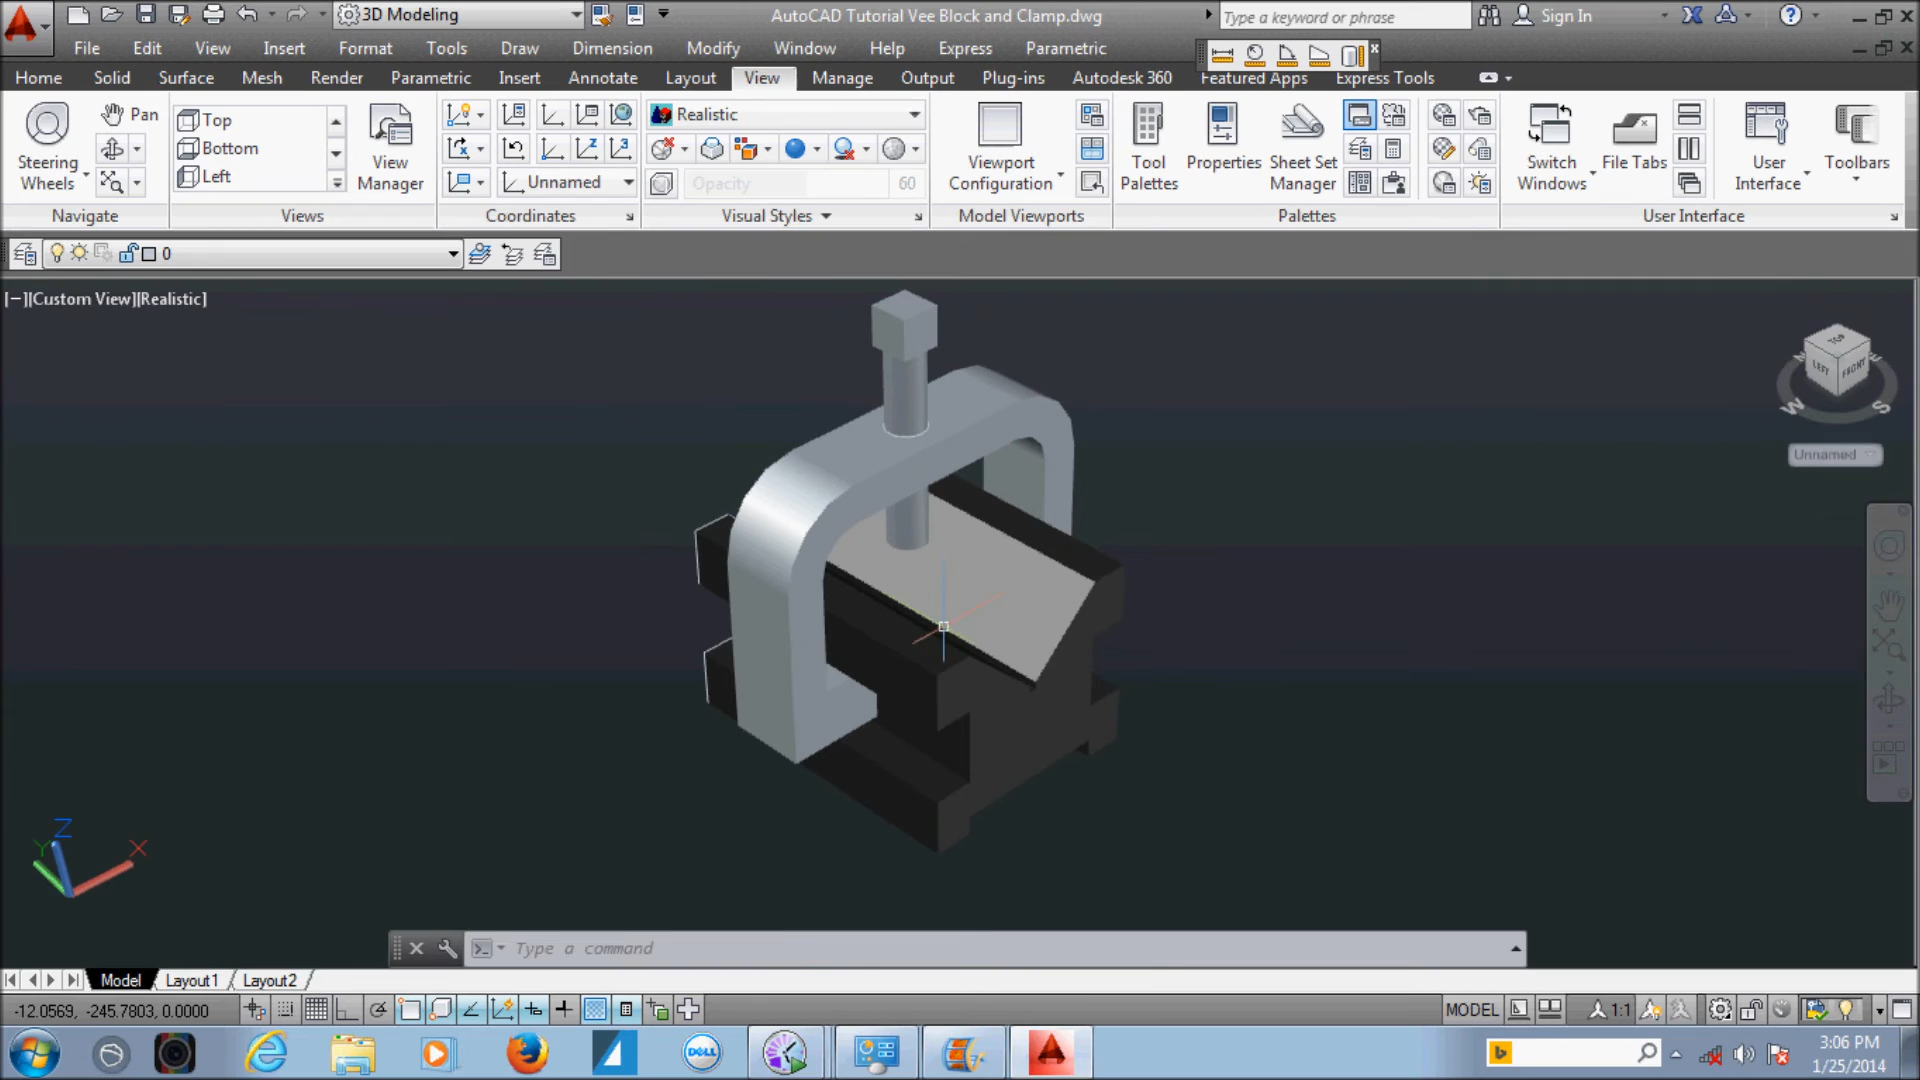 3D Modeling
AutoCAD Tutorial Vee Block and Clamp.dwg
Type a keyword or phrase
Sign In
File Edit View Insert Format Tools Draw Dimension Modify Window Help Express Parametric
Home Solid Surface Mesh Render Parametric Insert Annotate Layout View Manage Output Plug-ins Autodesk 360 Featured Apps Express Tools
Pan
Steering Wheels
Top
Bottom
Left
View Manager
Unnamed
Realistic
Opacity 60
Viewport Configuration
Tool Palettes
Properties
Sheet Set Manager
Switch Windows
File Tabs
User Interface
Toolbars
Navigate Views Coordinates Visual Styles Model Viewports Palettes User Interface
0
[−][Custom View][Realistic]
TOP
LEFT
FRONT
W
S
Unnamed
Z
Y
X
Type a command
Model Layout1 Layout2
-12.0569, -245.7803, 0.0000
MODEL
1:1
DELL
3:06 PM
1/25/2014